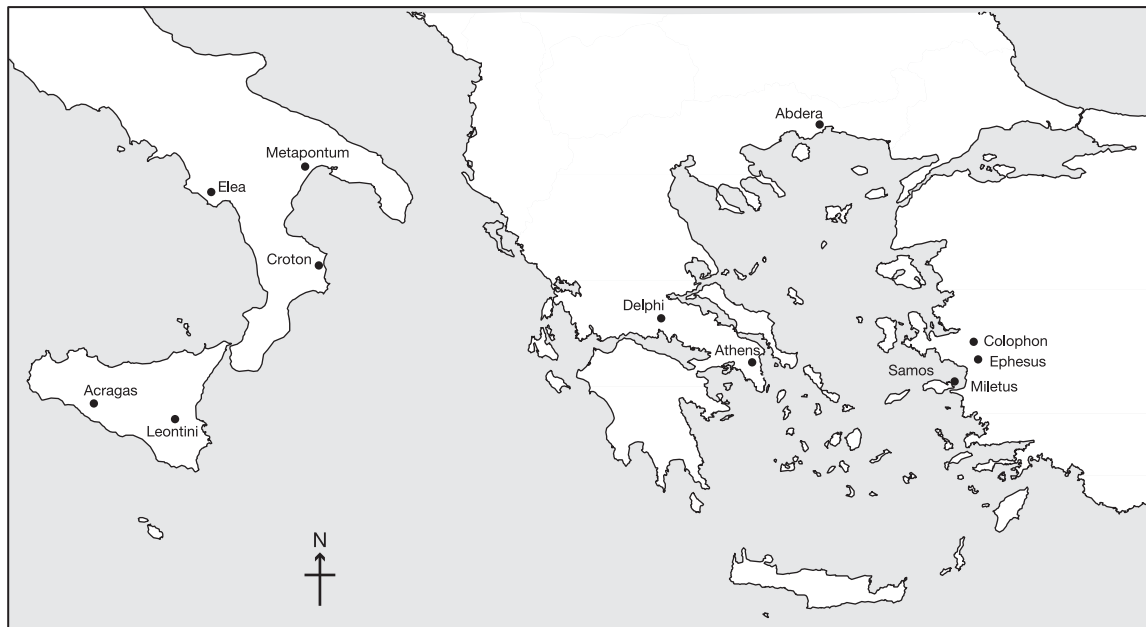 Abdera
Metapontum
Elea
Croton
Delphi
Colophon
Athens
Ephesus
Samos
Miletus
Acragas
Leontini
N